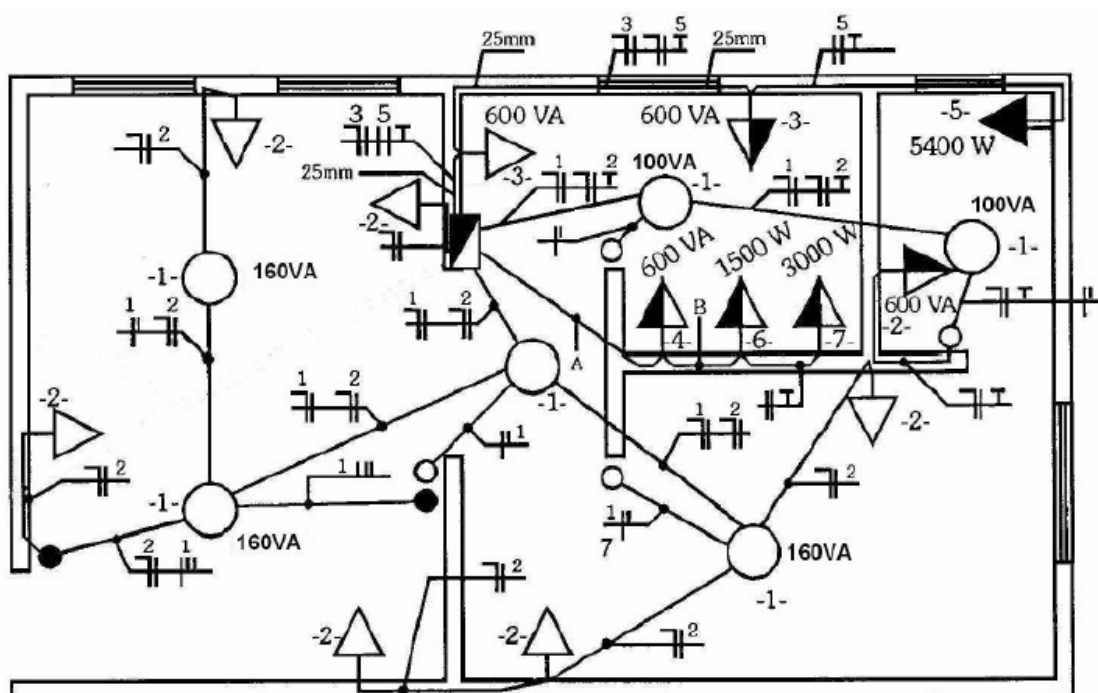 3 5 5
25mm 25mm
2 -2- 3 5 600 VA 600 VA -3- -5-
5400 W
25mm -3- 1 2 100VA -1- 1 2
-2- 100VA
-1- 160VA 600 VA 1500 W 3000 W -1-
600 VA
1 2 1 2 B -2-
A -4- -6- -7-
-2- 1 2 -1- 1 2 -2-
2 1 2
-1- 1
160VA 1
7 160VA
2 1 -1-
2
-2- -2- 2